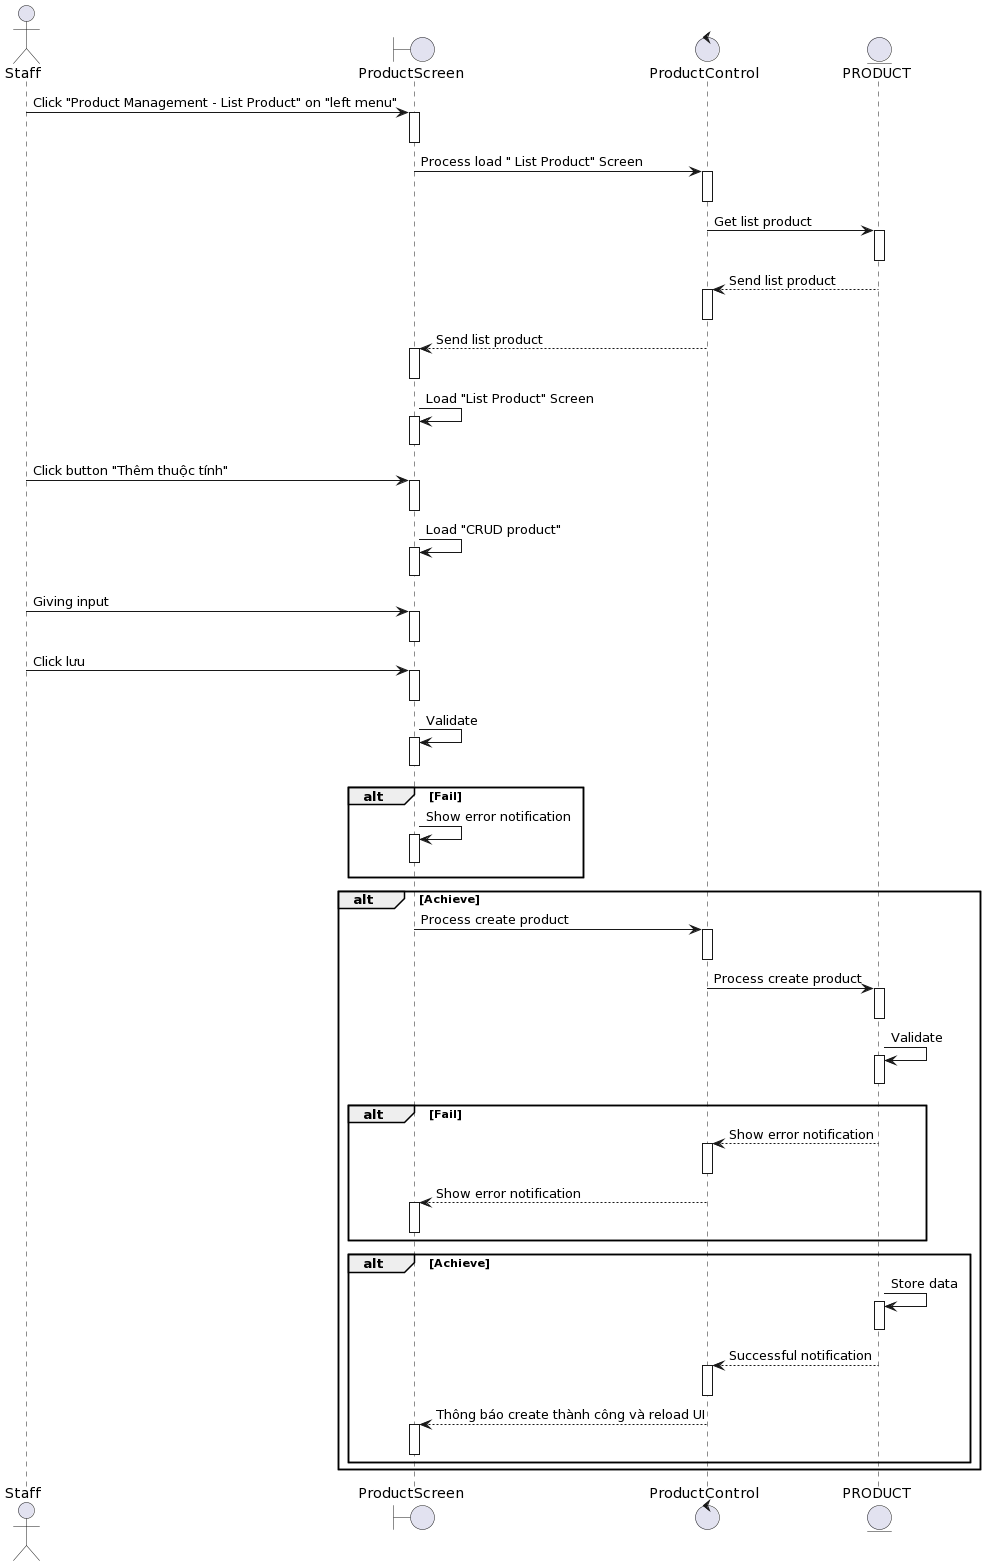 Staff
ProductScreen
ProductControl
PRODUCT
Click "Product Management - List Product" on "left menu"
Process load " List Product" Screen
Get list product
Send list product
Send list product
Load "List Product" Screen
Click button "Thêm thuộc tính"
Load "CRUD product"
Giving input
Click lưu
Validate
alt [Fail]
Show error notification
alt [Achieve]
Process create product
Process create product
Validate
alt [Fail]
Show error notification
Show error notification
alt [Achieve]
Store data
Successful notification
Thông báo create thành công và reload UI
Staff
ProductScreen
ProductControl
PRODUCT